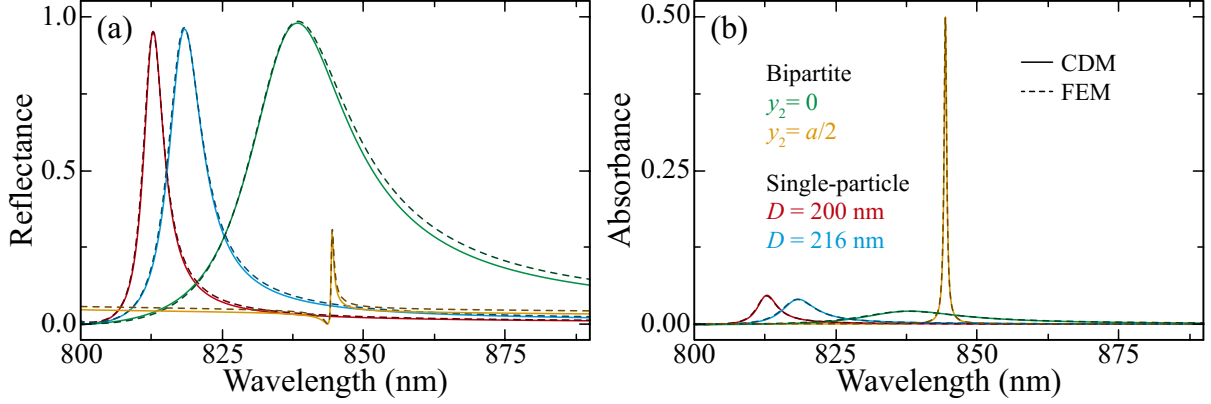 (a)
Reflectance
1.0
0.5
0.0
800
825
850
875
Wavelength (nm)
(b)
Absorbance
0.50
0.25
0.00
Bipartite
y₂= 0
y₂= a/2
Single-particle
D = 200 nm
D = 216 nm
CDM
FEM
800
825
850
875
Wavelength (nm)